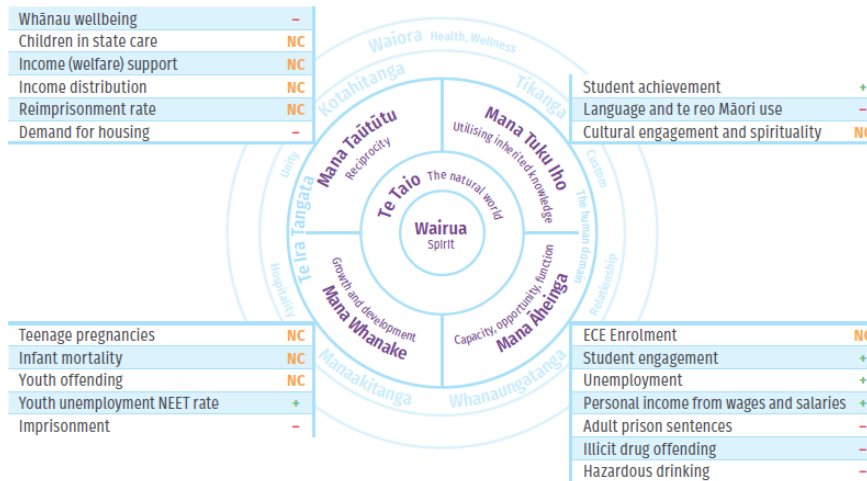 Whānau wellbeing –
Children in state care NC
Income (welfare) support NC
Income distribution NC
Reimprisonment rate NC
Demand for housing –
Student achievement +
Language and te reo Māori use –
Cultural engagement and spirituality NC
Waiora Health, Wellness
Kotahitanga
Tikanga
Unity
Custom
Te Ira Tangata
The human domain
Hospitality
Relationship
Manaakitanga
Whanaungatanga
Mana Taūtūtu
Reciprocity
Mana Tuku Iho
Utilising inherited knowledge
Te Taio The natural world
Wairua
Spirit
Growth and development
Mana Whanake
Capacity, opportunity, function
Mana Āheinga
Teenage pregnancies NC
Infant mortality NC
Youth offending NC
Youth unemployment NEET rate +
Imprisonment –
ECE Enrolment NC
Student engagement +
Unemployment +
Personal income from wages and salaries +
Adult prison sentences –
Illicit drug offending –
Hazardous drinking –